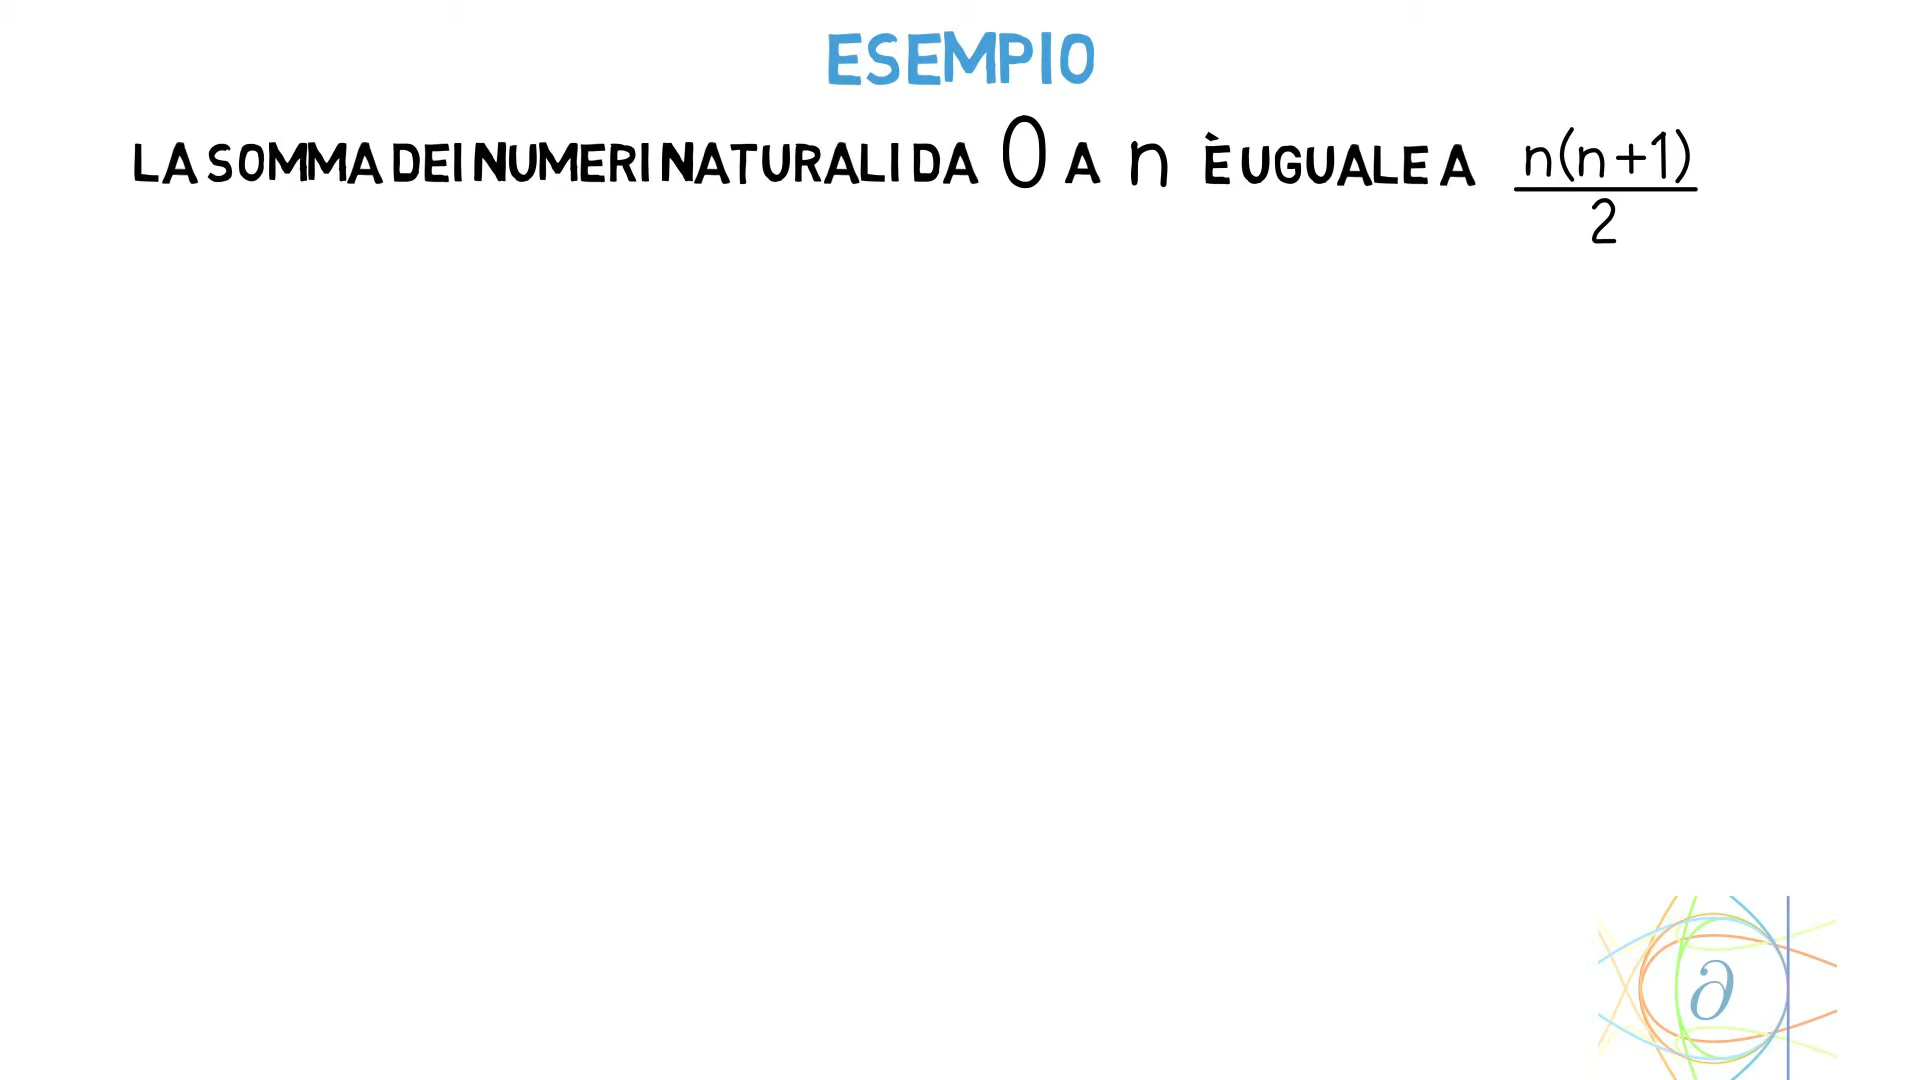 ESEMPIO
LA SOMMA DEI NUMERI NATURALI DA 0 A n È UGUALE A n(n+1)/2
∂